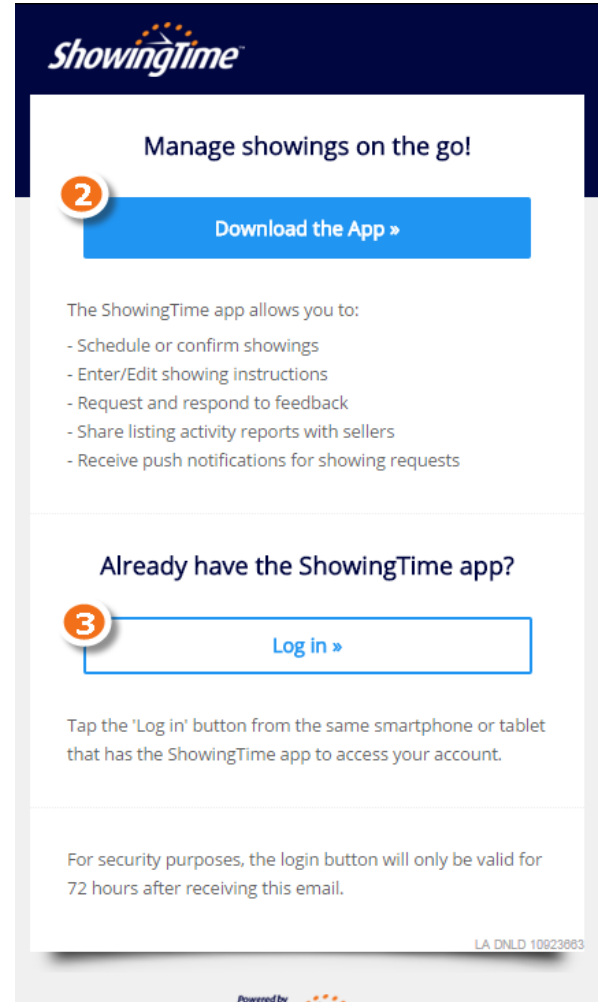 ShowingTime™
Manage showings on the go!
2
Download the App »
The ShowingTime app allows you to:
- Schedule or confirm showings
- Enter/Edit showing instructions
- Request and respond to feedback
- Share listing activity reports with sellers
- Receive push notifications for showing requests
Already have the ShowingTime app?
3
Log in »
Tap the 'Log in' button from the same smartphone or tablet
that has the ShowingTime app to access your account.
For security purposes, the login button will only be valid for
72 hours after receiving this email.
LA DNLD 10923663
Powered by